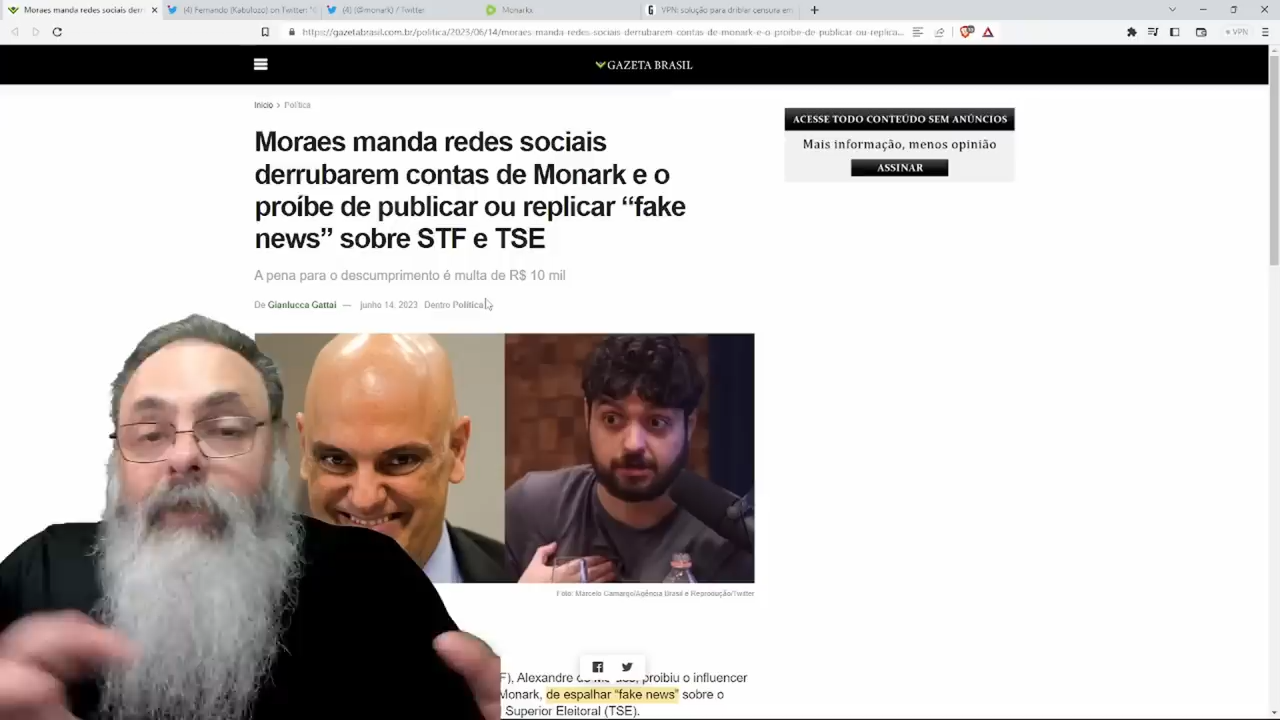 Moraes manda redes sociais derr
(4) Fernando (Kabulozo) on Twitter: "
(4) (@monark) / Twitter
Monarkx
VPN: solução para driblar censura em
https://gazetabrasil.com.br/politica/2023/06/14/moraes-manda-redes-sociais-derrubarem-contas-de-monark-e-o-proibe-de-publicar-ou-replica...
VPN
GAZETA BRASIL
Início > Política
Moraes manda redes sociais
derrubarem contas de Monark e o
proíbe de publicar ou replicar “fake
news” sobre STF e TSE
A pena para o descumprimento é multa de R$ 10 mil
De Gianlucca Gattai — junho 14, 2023 Dentro Política
ACESSE TODO CONTEÚDO SEM ANÚNCIOS
Mais informação, menos opinião
ASSINAR
Foto: Marcelo Camargo/Agência Brasil e Reprodução/Twitter
F), Alexandre de proibiu o influencer
Monark, de espalhar “fake news” sobre o
Superior Eleitoral (TSE).